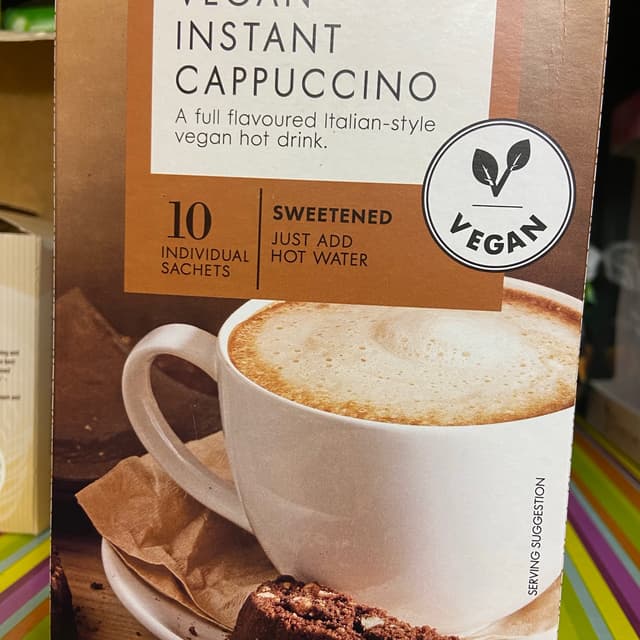 VEGAN
INSTANT
CAPPUCCINO
A full flavoured Italian-style
vegan hot drink.
10
INDIVIDUAL
SACHETS
SWEETENED
JUST ADD
HOT WATER
VEGAN
SERVING SUGGESTION